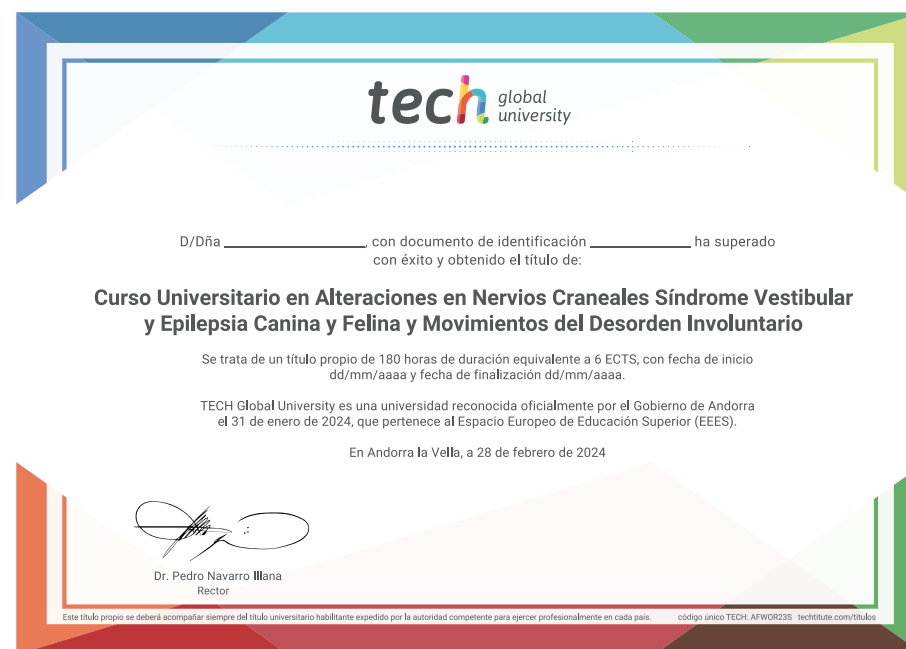 tech global university
D/Dña ____________________, con documento de identificación ______________ ha superado
con éxito y obtenido el título de:
Curso Universitario en Alteraciones en Nervios Craneales Síndrome Vestibular
y Epilepsia Canina y Felina y Movimientos del Desorden Involuntario
Se trata de un título propio de 180 horas de duración equivalente a 6 ECTS, con fecha de inicio
dd/mm/aaaa y fecha de finalización dd/mm/aaaa.
TECH Global University es una universidad reconocida oficialmente por el Gobierno de Andorra
el 31 de enero de 2024, que pertenece al Espacio Europeo de Educación Superior (EEES).
En Andorra la Vella, a 28 de febrero de 2024
Dr. Pedro Navarro Illana
Rector
Este título propio se deberá acompañar siempre del título universitario habilitante expedido por la autoridad competente para ejercer profesionalmente en cada país. código único TECH: AFWOR23S techtitute.com/titulos